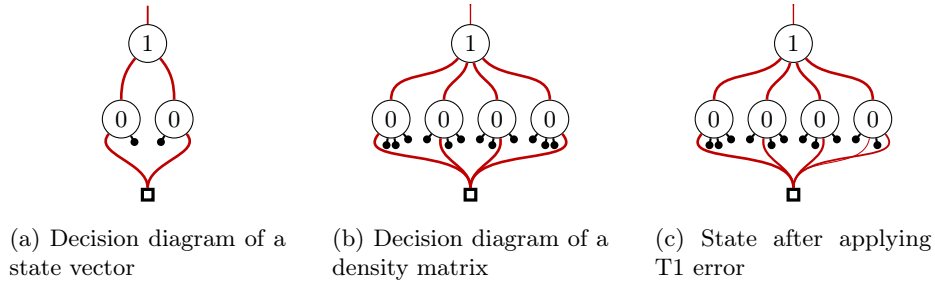 1
1
1
0 0
0 0 0 0
0 0 0 0
(a) Decision diagram of a
state vector
(b) Decision diagram of a
density matrix
(c) State after applying
T1 error